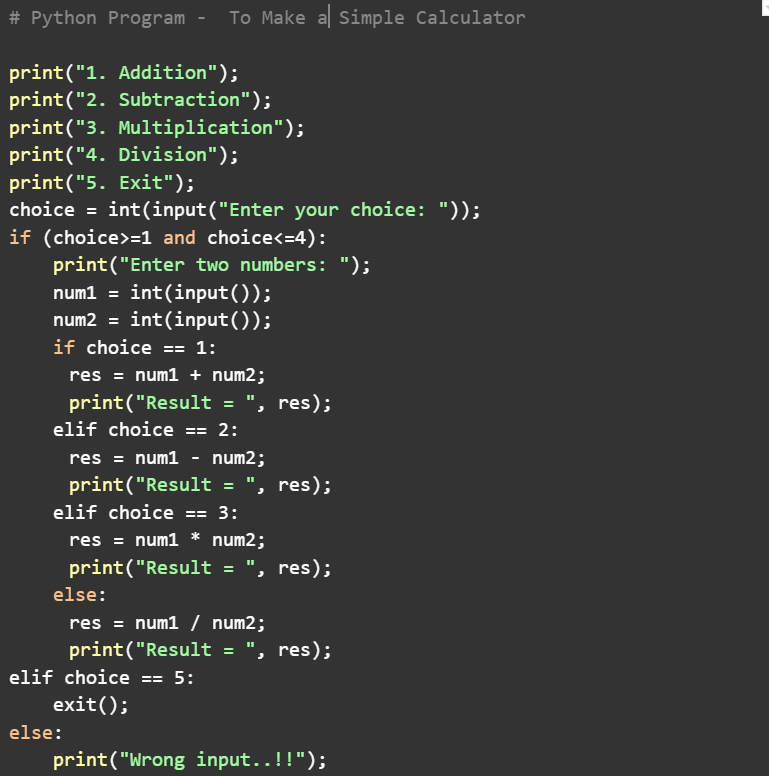 # Python Program -  To Make a Simple Calculator

print("1. Addition");
print("2. Subtraction");
print("3. Multiplication");
print("4. Division");
print("5. Exit");
choice = int(input("Enter your choice: "));
if (choice>=1 and choice<=4):
    print("Enter two numbers: ");
    num1 = int(input());
    num2 = int(input());
    if choice == 1:
     res = num1 + num2;
     print("Result = ", res);
    elif choice == 2:
     res = num1 - num2;
     print("Result = ", res);
    elif choice == 3:
     res = num1 * num2;
     print("Result = ", res);
    else:
     res = num1 / num2;
     print("Result = ", res);
elif choice == 5:
    exit();
else:
    print("Wrong input..!!");